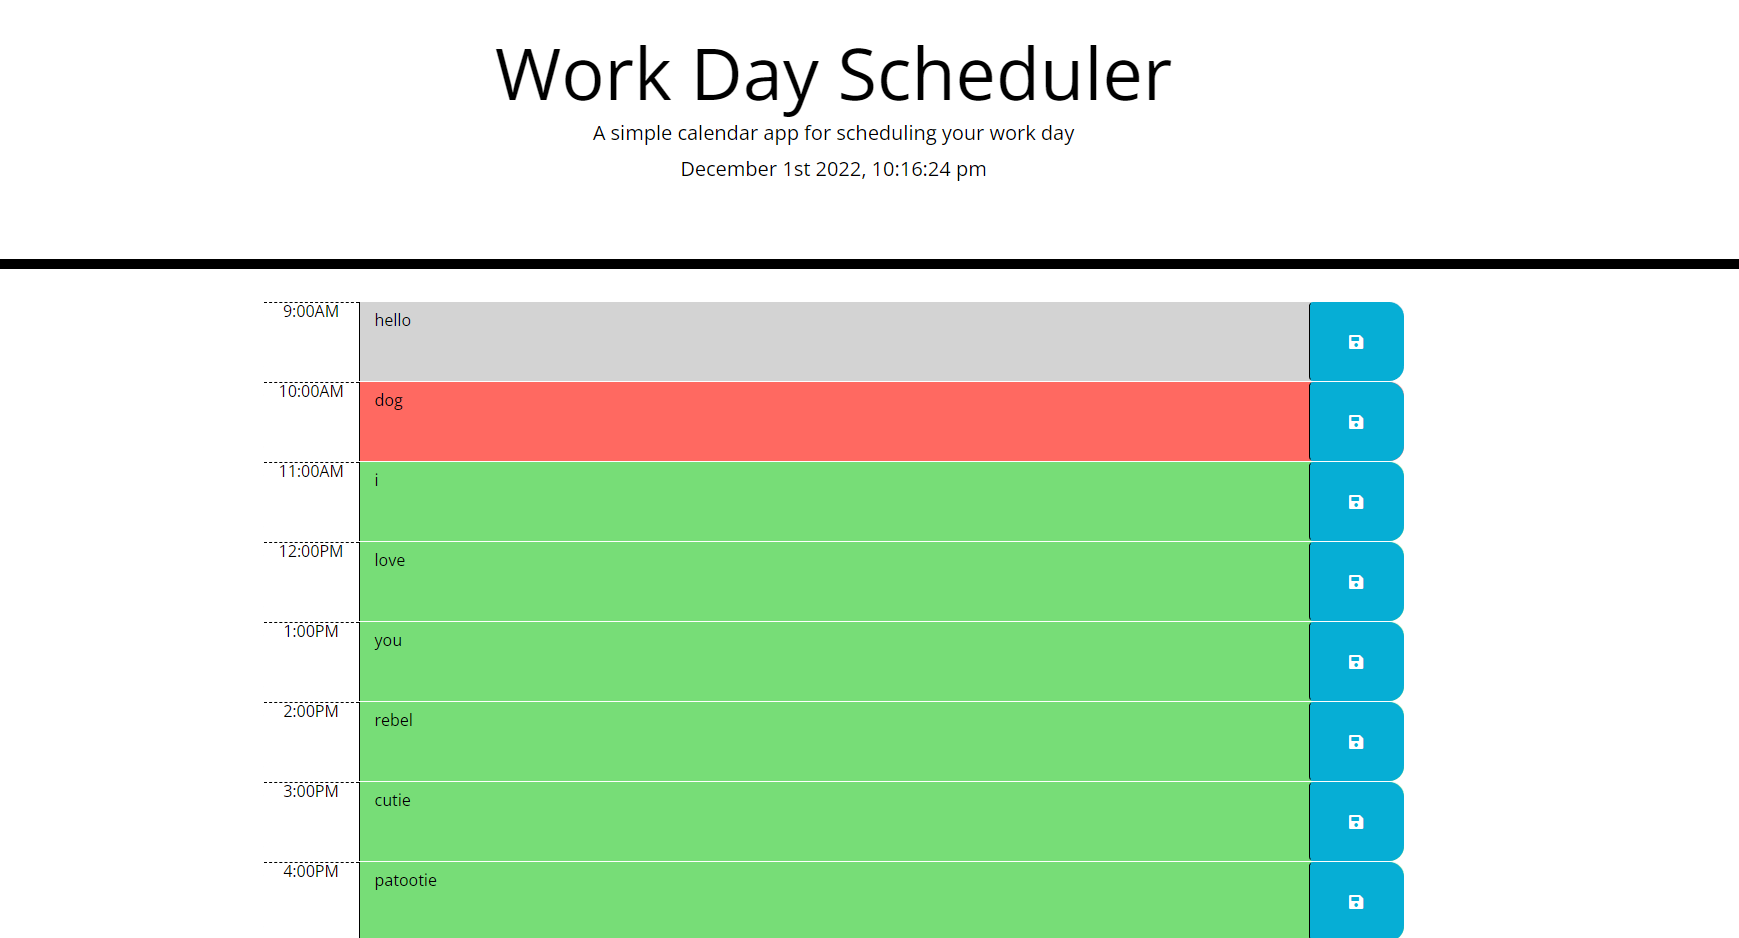 Work Day Scheduler
A simple calendar app for scheduling your work day
December 1st 2022, 10:16:24 pm
9:00AM hello
10:00AM dog
11:00AM i
12:00PM love
1:00PM you
2:00PM rebel
3:00PM cutie
4:00PM patootie